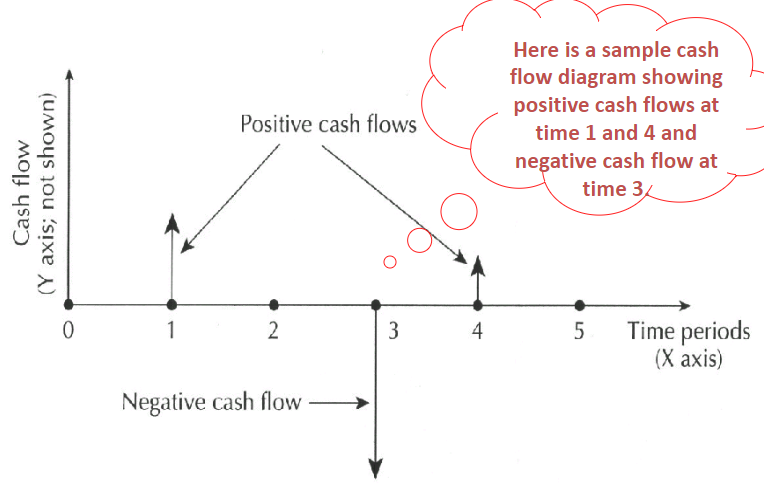 Here is a sample cash
flow diagram showing
positive cash flows at
time 1 and 4 and
negative cash flow at
time 3.
Positive cash flows
Cash flow
(Y axis; not shown)
0 1 2 3 4 5 Time periods
(X axis)
Negative cash flow